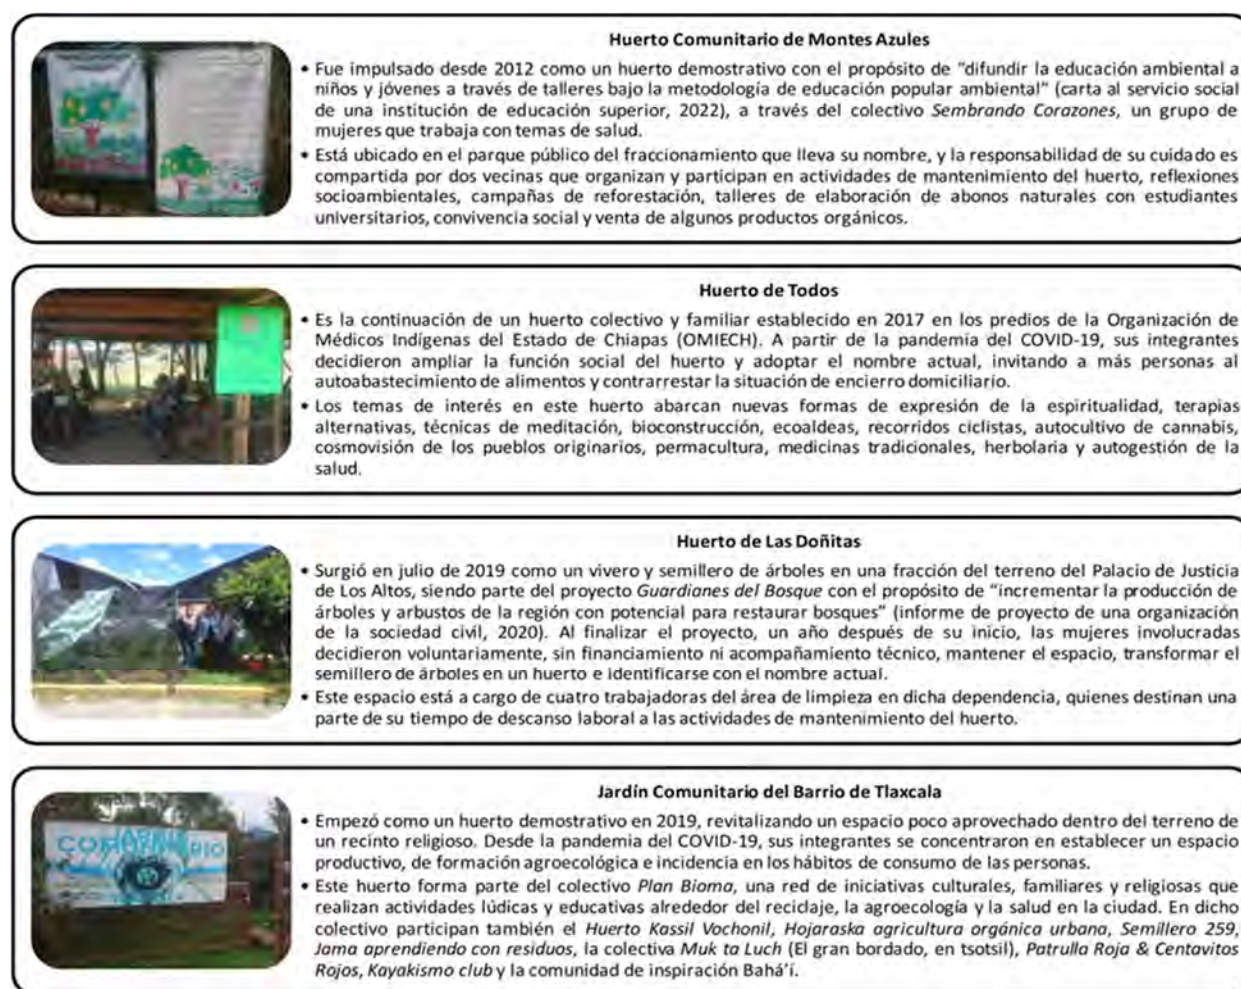 Huerto Comunitario de Montes Azules
• Fue impulsado desde 2012 como un huerto demostrativo con el propósito de "difundir la educación ambiental a
niños y jóvenes a través de talleres bajo la metodología de educación popular ambiental" (carta al servicio social
de una institución de educación superior, 2022), a través del colectivo Sembrando Corazones, un grupo de
mujeres que trabaja con temas de salud.
• Está ubicado en el parque público del fraccionamiento que lleva su nombre, y la responsabilidad de su cuidado es
compartida por dos vecinas que organizan y participan en actividades de mantenimiento del huerto, reflexiones
socioambientales, campañas de reforestación, talleres de elaboración de abonos naturales con estudiantes
universitarios, convivencia social y venta de algunos productos orgánicos.
Huerto de Todos
• Es la continuación de un huerto colectivo y familiar establecido en 2017 en los predios de la Organización de
Médicos Indígenas del Estado de Chiapas (OMIECH). A partir de la pandemia del COVID-19, sus integrantes
decidieron ampliar la función social del huerto y adoptar el nombre actual, invitando a más personas al
autoabastecimiento de alimentos y contrarrestar la situación de encierro domiciliario.
• Los temas de interés en este huerto abarcan nuevas formas de expresión de la espiritualidad, terapias
alternativas, técnicas de meditación, bioconstrucción, ecoaldeas, recorridos ciclistas, autocultivo de cannabis,
cosmovisión de los pueblos originarios, permacultura, medicinas tradicionales, herbolaria y autogestión de la
salud.
Huerto de Las Doñitas
• Surgió en julio de 2019 como un vivero y semillero de árboles en una fracción del terreno del Palacio de Justicia
de Los Altos, siendo parte del proyecto Guardianes del Bosque con el propósito de "incrementar la producción de
árboles y arbustos de la región con potencial para restaurar bosques" (informe de proyecto de una organización
de la sociedad civil, 2020). Al finalizar el proyecto, un año después de su inicio, las mujeres involucradas
decidieron voluntariamente, sin financiamiento ni acompañamiento técnico, mantener el espacio, transformar el
semillero de árboles en un huerto e identificarse con el nombre actual.
• Este espacio está a cargo de cuatro trabajadoras del área de limpieza en dicha dependencia, quienes destinan una
parte de su tiempo de descanso laboral a las actividades de mantenimiento del huerto.
Jardín Comunitario del Barrio de Tlaxcala
JARDÍN
COMUNITARIO
• Empezó como un huerto demostrativo en 2019, revitalizando un espacio poco aprovechado dentro del terreno de
un recinto religioso. Desde la pandemia del COVID-19, sus integrantes se concentraron en establecer un espacio
productivo, de formación agroecológica e incidencia en los hábitos de consumo de las personas.
• Este huerto forma parte del colectivo Plan Bioma, una red de iniciativas culturales, familiares y religiosas que
realizan actividades lúdicas y educativas alrededor del reciclaje, la agroecología y la salud en la ciudad. En dicho
colectivo participan también el Huerto Kassil Vochonil, Hojaraska agricultura orgánica urbana, Semillero 259,
Jama aprendiendo con residuos, la colectiva Muk ta Luch (El gran bordado, en tsotsil), Patrulla Roja & Centavitos
Rojos, Kayakismo club y la comunidad de inspiración Bahá'í.